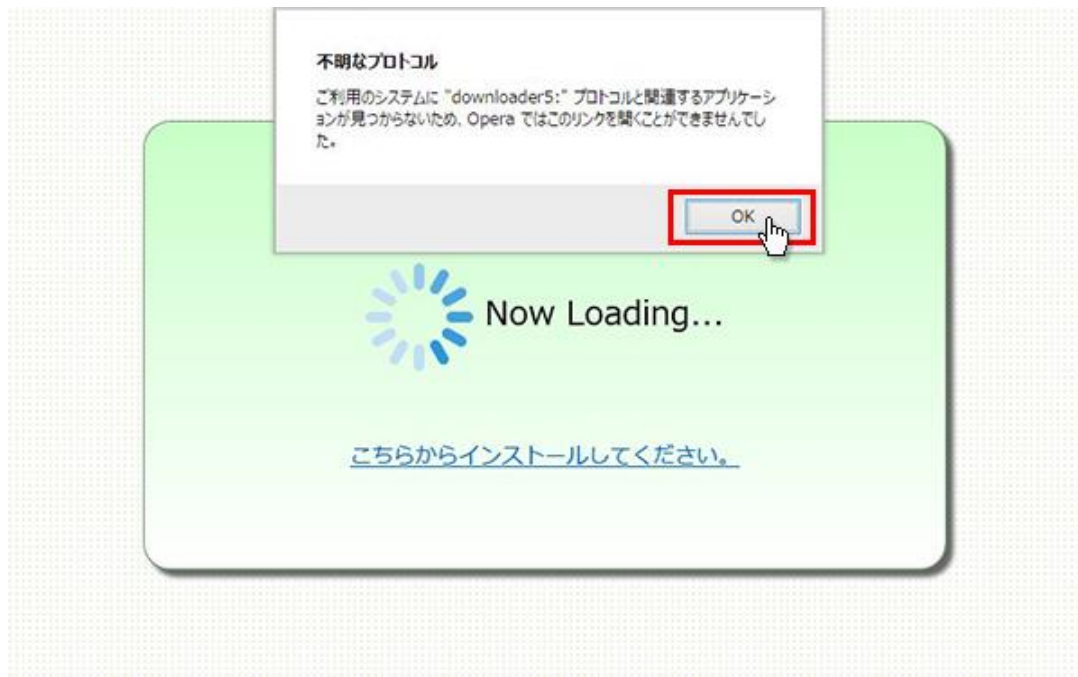 不明なプロトコル
ご利用のシステムに "downloader5:" プロトコルと関連するアプリケーシ
ョンが見つからないため、Opera ではこのリンクを開くことができませんでし
た。
OK
Now Loading...
こちらからインストールしてください。